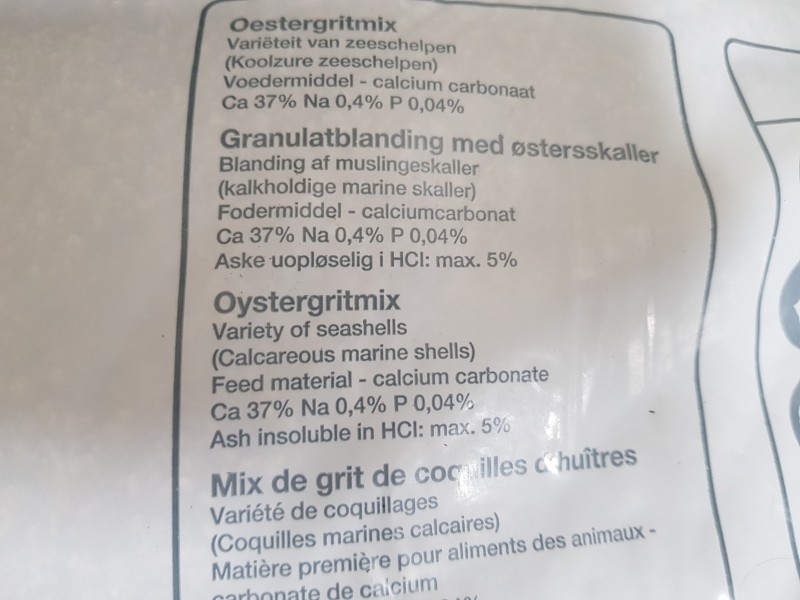 Oestergritmix
Variëteit van zeeschelpen
(Koolzure zeeschelpen)
Voedermiddel - calcium carbonaat
Ca 37% Na 0,4% P 0,04%
Granulatblanding med østersskaller
Blanding af muslingeskaller
(kalkholdige marine skaller)
Fodermiddel - calciumcarbonat
Ca 37% Na 0,4% P 0,04%
Aske uopløselig i HCl: max. 5%
Oystergritmix
Variety of seashells
(Calcareous marine shells)
Feed material - calcium carbonate
Ca 37% Na 0,4% P 0,04%
Ash insoluble in HCl: max. 5%
Mix de grit de coquilles d'huîtres
Variété de coquillages
(Coquilles marines calcaires)
Matière première pour aliments des animaux -
carbonate de calcium